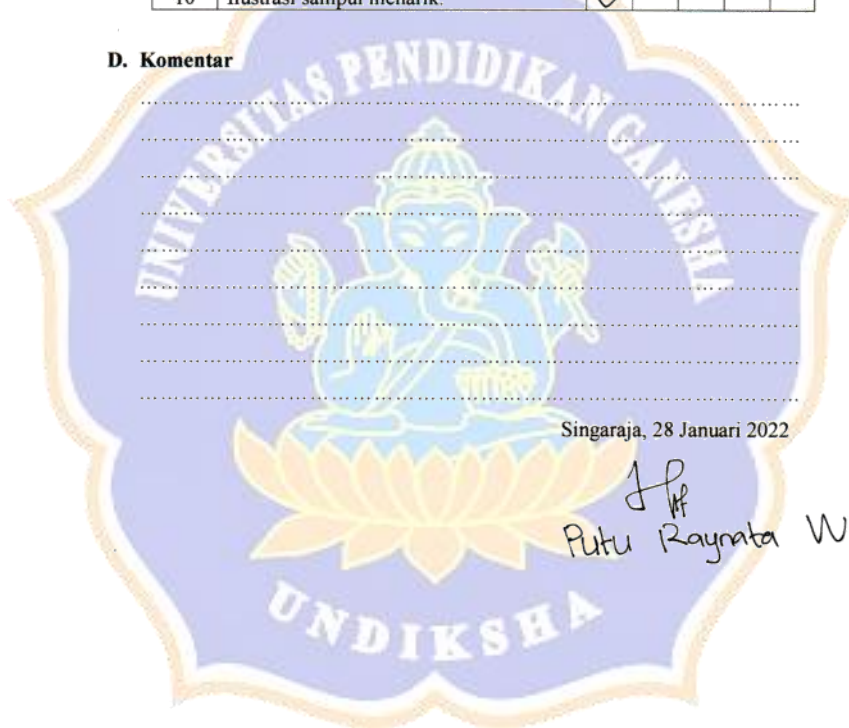 10 Ilustrasi sampul menarik. ✓
D. Komentar
UNIVERSITAS PENDIDIKAN GANESHA
Singaraja, 28 Januari 2022
Putu Raynata W
UNDIKSHA